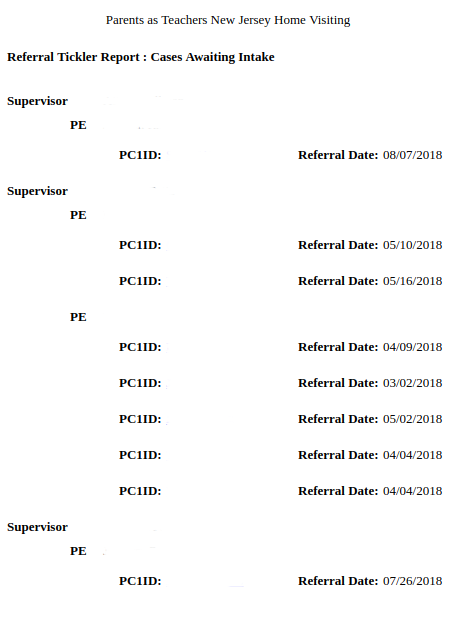 Parents as Teachers New Jersey Home Visiting
Referral Tickler Report : Cases Awaiting Intake
Supervisor
PE
PC1ID: Referral Date: 08/07/2018
Supervisor
PE
PC1ID: Referral Date: 05/10/2018
PC1ID: Referral Date: 05/16/2018
PE
PC1ID: Referral Date: 04/09/2018
PC1ID: Referral Date: 03/02/2018
PC1ID: Referral Date: 05/02/2018
PC1ID: Referral Date: 04/04/2018
PC1ID: Referral Date: 04/04/2018
Supervisor
PE
PC1ID: Referral Date: 07/26/2018